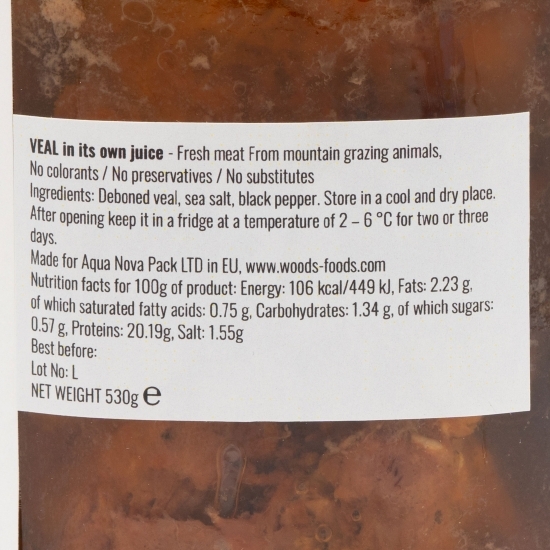 VEAL in its own juice - Fresh meat From mountain grazing animals,
No colorants / No preservatives / No substitutes
Ingredients: Deboned veal, sea salt, black pepper. Store in a cool and dry place.
After opening keep it in a fridge at a temperature of 2 – 6 °C for two or three
days.
Made for Aqua Nova Pack LTD in EU, www.woods-foods.com
Nutrition facts for 100g of product: Energy: 106 kcal/449 kJ, Fats: 2.23 g,
of which saturated fatty acids: 0.75 g, Carbohydrates: 1.34 g, of which sugars:
0.57 g, Proteins: 20.19g, Salt: 1.55g
Best before:
Lot No: L
NET WEIGHT 530g ℮